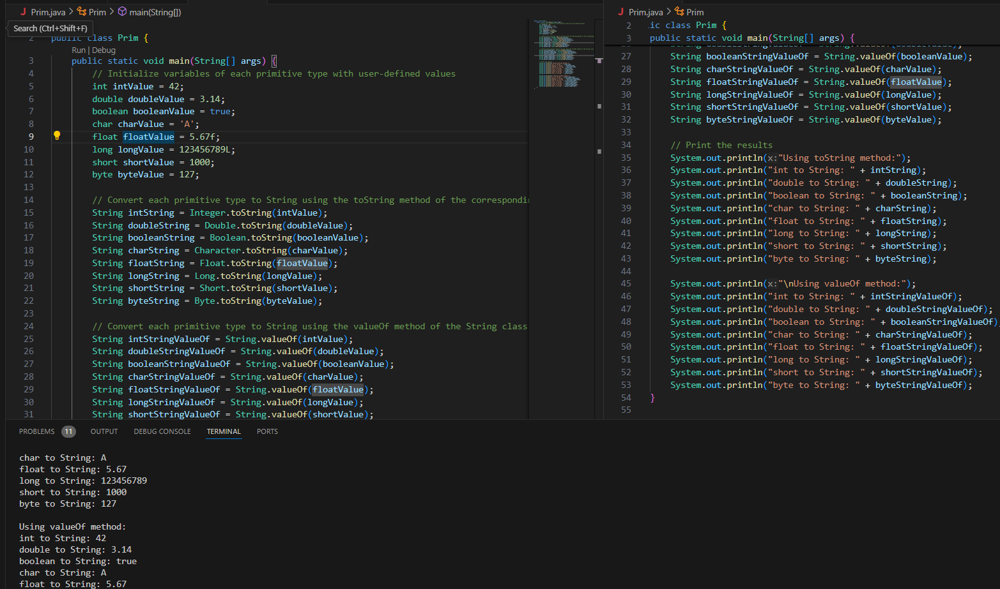 Prim.java > Prim > main(String[])
Search (Ctrl+Shift+F)
2 public class Prim {
Run | Debug
3 public static void main(String[] args) {
4 // Initialize variables of each primitive type with user-defined values
5 int intValue = 42;
6 double doubleValue = 3.14;
7 boolean booleanValue = true;
8 char charValue = 'A';
9 float floatValue = 5.67f;
10 long longValue = 123456789L;
11 short shortValue = 1000;
12 byte byteValue = 127;
13
14 // Convert each primitive type to String using the toString method of the correspondin
15 String intString = Integer.toString(intValue);
16 String doubleString = Double.toString(doubleValue);
17 String booleanString = Boolean.toString(booleanValue);
18 String charString = Character.toString(charValue);
19 String floatString = Float.toString(floatValue);
20 String longString = Long.toString(longValue);
21 String shortString = Short.toString(shortValue);
22 String byteString = Byte.toString(byteValue);
23
24 // Convert each primitive type to String using the valueOf method of the String class
25 String intStringValueOf = String.valueOf(intValue);
26 String doubleStringValueOf = String.valueOf(doubleValue);
27 String booleanStringValueOf = String.valueOf(booleanValue);
28 String charStringValueOf = String.valueOf(charValue);
29 String floatStringValueOf = String.valueOf(floatValue);
30 String longStringValueOf = String.valueOf(longValue);
31 String shortStringValueOf = String.valueOf(shortValue);
Prim.java > Prim
2 ic class Prim {
3 public static void main(String[] args) {
27 String booleanStringValueOf = String.valueOf(booleanValue);
28 String charStringValueOf = String.valueOf(charValue);
29 String floatStringValueOf = String.valueOf(floatValue);
30 String longStringValueOf = String.valueOf(longValue);
31 String shortStringValueOf = String.valueOf(shortValue);
32 String byteStringValueOf = String.valueOf(byteValue);
33
34 // Print the results
35 System.out.println(x:"Using toString method:");
36 System.out.println("int to String: " + intString);
37 System.out.println("double to String: " + doubleString);
38 System.out.println("boolean to String: " + booleanString);
39 System.out.println("char to String: " + charString);
40 System.out.println("float to String: " + floatString);
41 System.out.println("long to String: " + longString);
42 System.out.println("short to String: " + shortString);
43 System.out.println("byte to String: " + byteString);
44
45 System.out.println(x:"\nUsing valueOf method:");
46 System.out.println("int to String: " + intStringValueOf);
47 System.out.println("double to String: " + doubleStringValueOf);
48 System.out.println("boolean to String: " + booleanStringValueOf)
49 System.out.println("char to String: " + charStringValueOf);
50 System.out.println("float to String: " + floatStringValueOf);
51 System.out.println("long to String: " + longStringValueOf);
52 System.out.println("short to String: " + shortStringValueOf);
53 System.out.println("byte to String: " + byteStringValueOf);
54 }
55
PROBLEMS 11 OUTPUT DEBUG CONSOLE TERMINAL PORTS
char to String: A
float to String: 5.67
long to String: 123456789
short to String: 1000
byte to String: 127
Using valueOf method:
int to String: 42
double to String: 3.14
boolean to String: true
char to String: A
float to String: 5.67